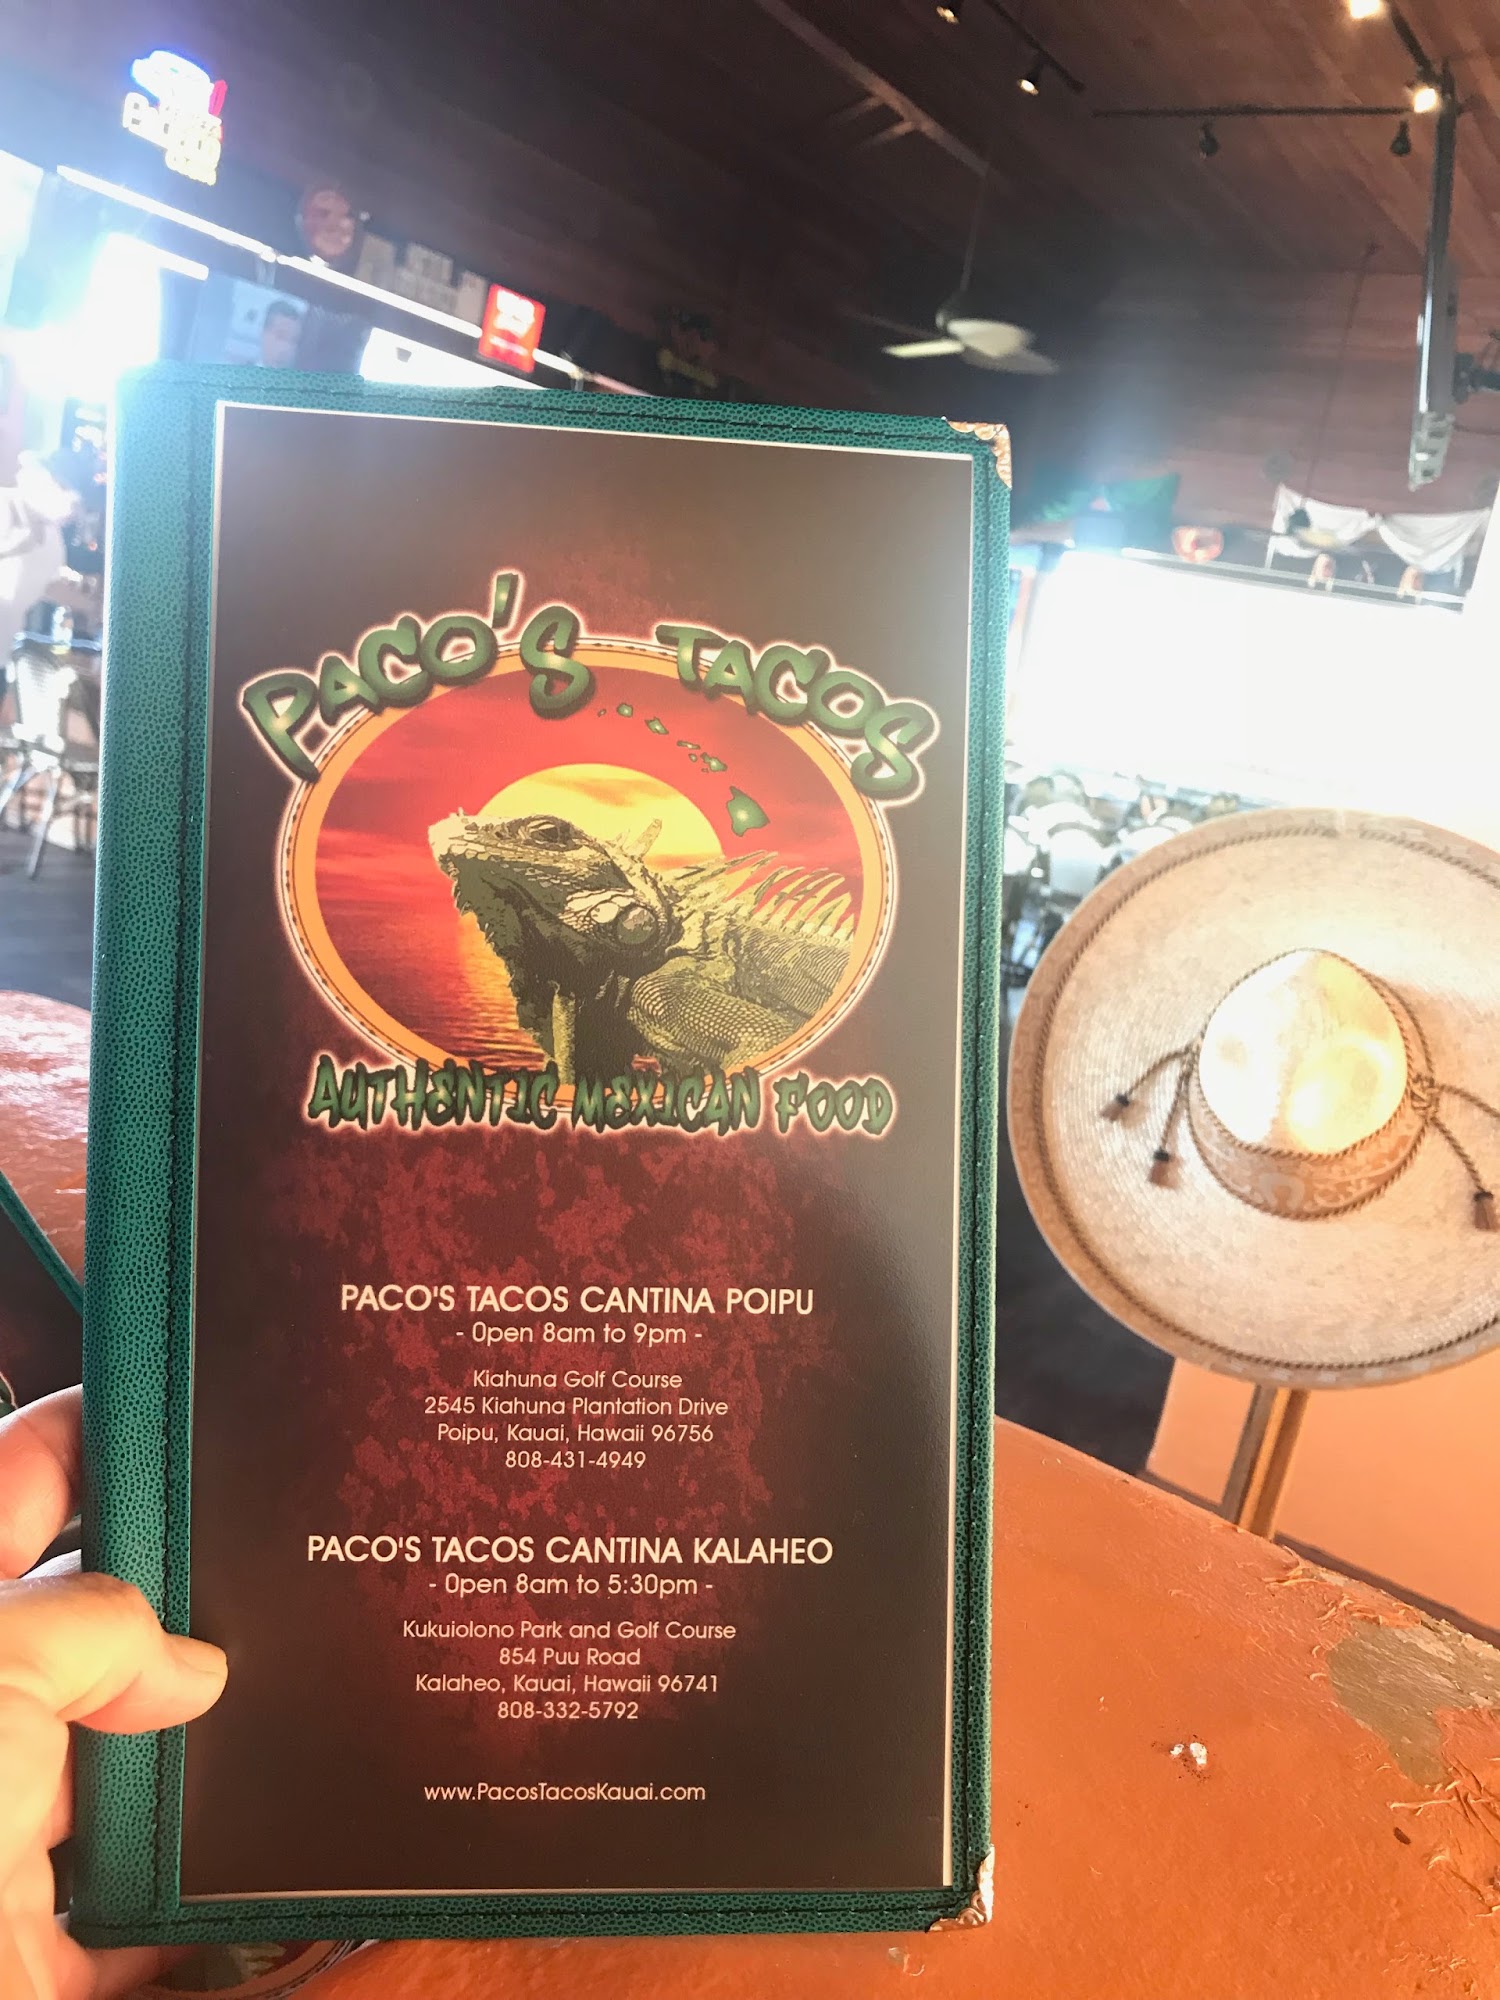 PACO'S TACOS
AUTHENTIC MEXICAN FOOD
PACO'S TACOS CANTINA POIPU
- Open 8am to 9pm -
Kiahuna Golf Course
2545 Kiahuna Plantation Drive
Poipu, Kauai, Hawaii 96756
808-431-4949
PACO'S TACOS CANTINA KALAHEO
- Open 8am to 5:30pm -
Kukuiolono Park and Golf Course
854 Puu Road
Kalaheo, Kauai, Hawaii 96741
808-332-5792
www.PacosTacosKauai.com